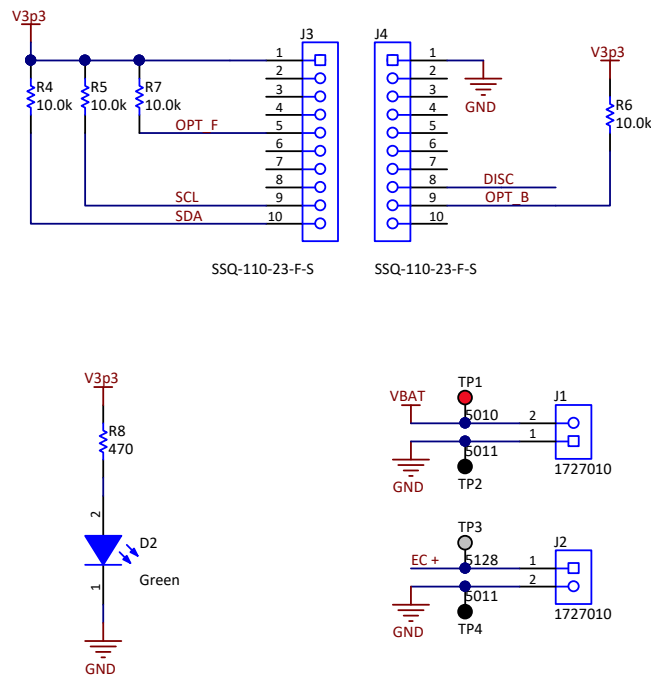 V3p3
J3
J4
V3p3
R4
10.0k
R5
10.0k
R7
10.0k
R6
10.0k
1
2
3
4
5
6
7
8
9
10
1
2
3
4
5
6
7
8
9
10
GND
OPT_F
SCL
SDA
DISC
OPT_B
SSQ-110-23-F-S
SSQ-110-23-F-S
V3p3
R8
470
2
D2
Green
1
GND
TP1
VBAT
5010
J1
2
1
5011
TP2
GND
1727010
TP3
EC +
5128
J2
1
2
5011
TP4
GND
1727010